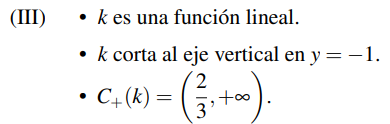 (III) • k es una función lineal.
• k corta al eje vertical en y = −1.
• C₊(k) = (2/3, +∞).